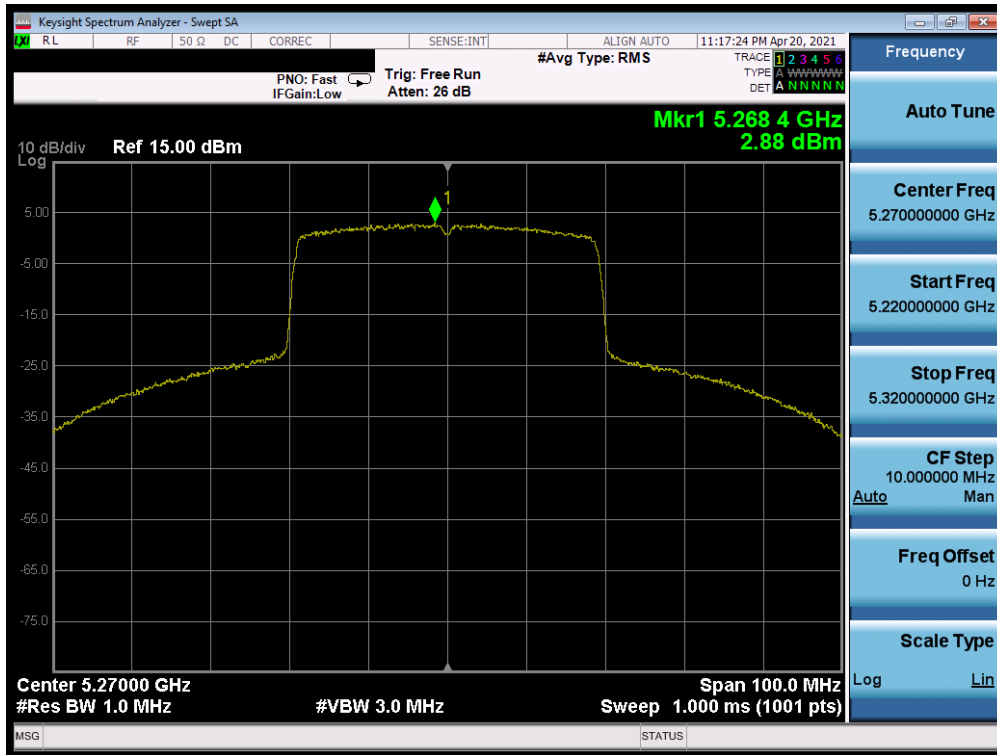 Keysight Spectrum Analyzer - Swept SA
LXI RL RF 50 Ω DC CORREC SENSE:INT ALIGN AUTO 11:17:24 PM Apr 20, 2021
PNO: Fast Trig: Free Run #Avg Type: RMS TRACE 1 2 3 4 5 6
IFGain:Low Atten: 26 dB TYPE A WWWWW
DET A N N N N N
Mkr1 5.268 4 GHz
2.88 dBm
10 dB/div Ref 15.00 dBm
Log
1
5.00
-5.00
-15.0
-25.0
-35.0
-45.0
-55.0
-65.0
-75.0
Center 5.27000 GHz Span 100.0 MHz
#Res BW 1.0 MHz #VBW 3.0 MHz Sweep 1.000 ms (1001 pts)
MSG STATUS
Frequency
Auto Tune
Center Freq
5.270000000 GHz
Start Freq
5.220000000 GHz
Stop Freq
5.320000000 GHz
CF Step
10.000000 MHz
Auto Man
Freq Offset
0 Hz
Scale Type
Log Lin